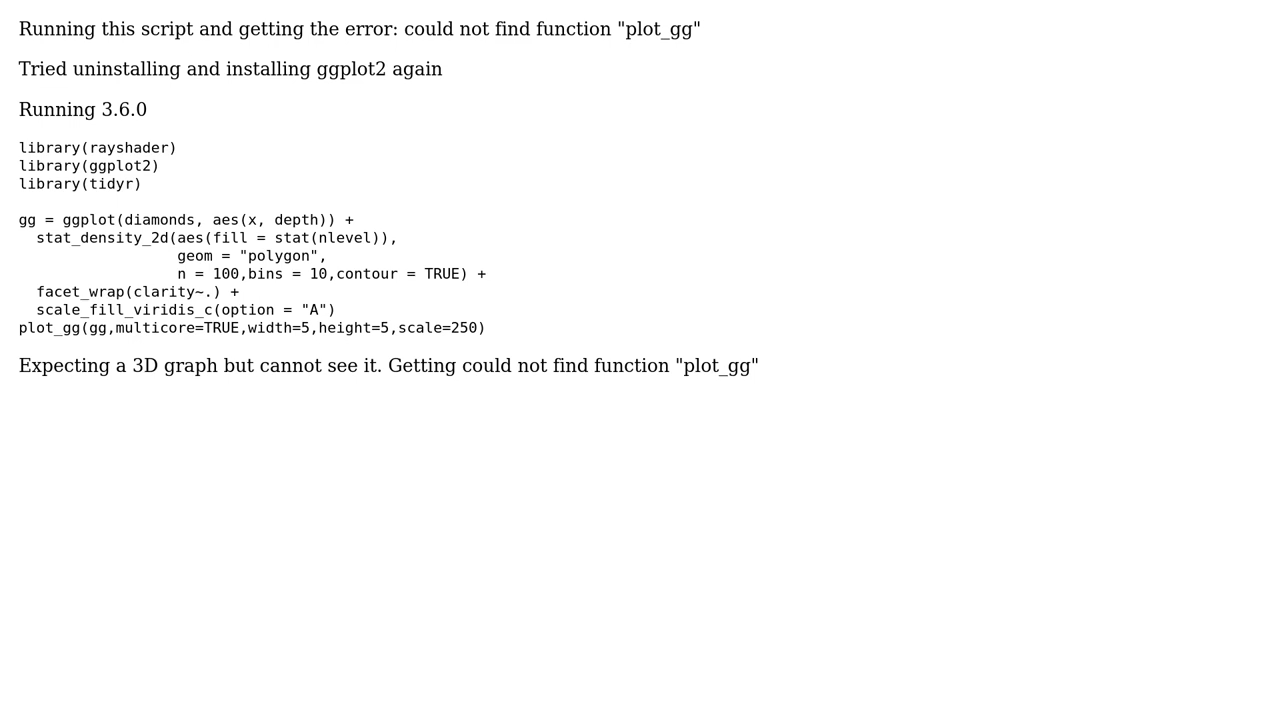 Running this script and getting the error: could not find function "plot_gg"
Tried uninstalling and installing ggplot2 again
Running 3.6.0
library(rayshader)
library(ggplot2)
library(tidyr)

gg = ggplot(diamonds, aes(x, depth)) +
  stat_density_2d(aes(fill = stat(nlevel)),
                  geom = "polygon",
                  n = 100,bins = 10,contour = TRUE) +
  facet_wrap(clarity~.) +
  scale_fill_viridis_c(option = "A")
plot_gg(gg,multicore=TRUE,width=5,height=5,scale=250)
Expecting a 3D graph but cannot see it. Getting could not find function "plot_gg"